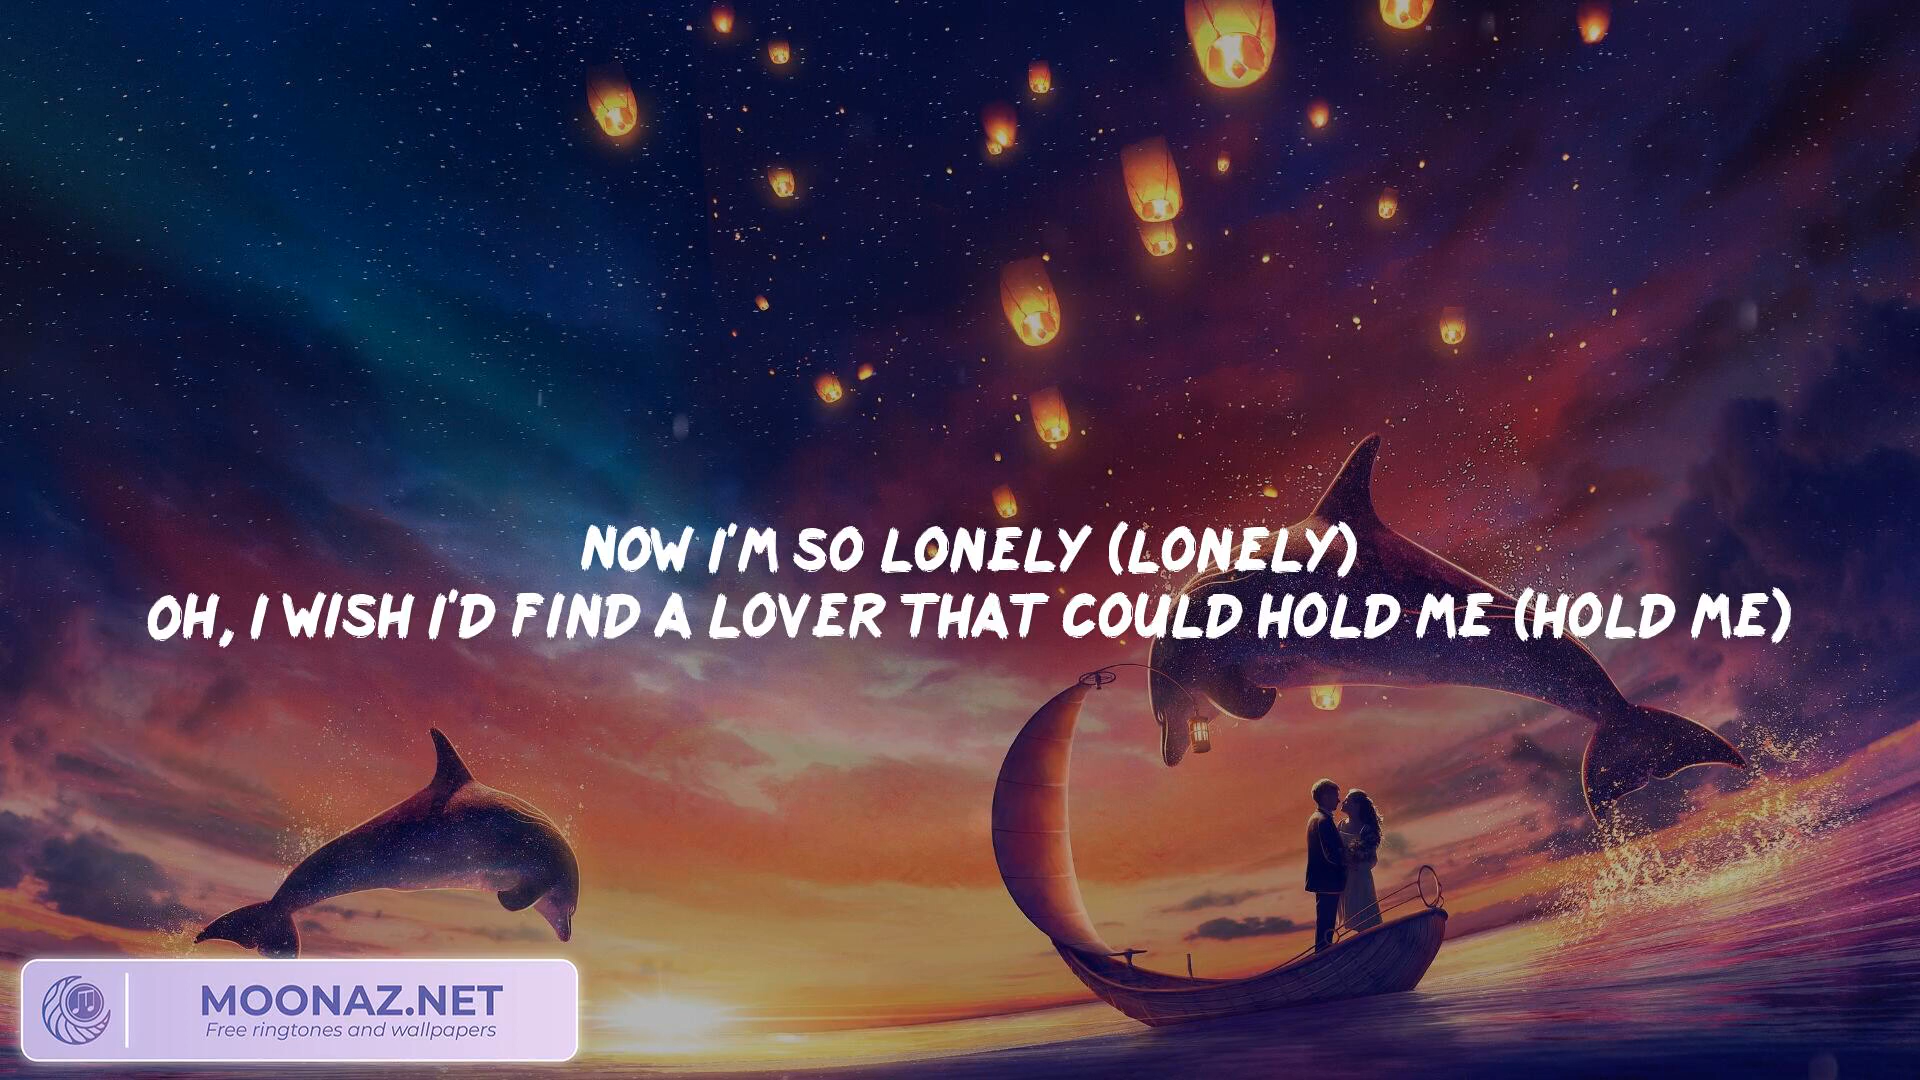 NOW I'M SO LONELY (LONELY)
OH, I WISH I'D FIND A LOVER THAT COULD HOLD ME (HOLD ME)
MOONAZ.NET
Free ringtones and wallpapers